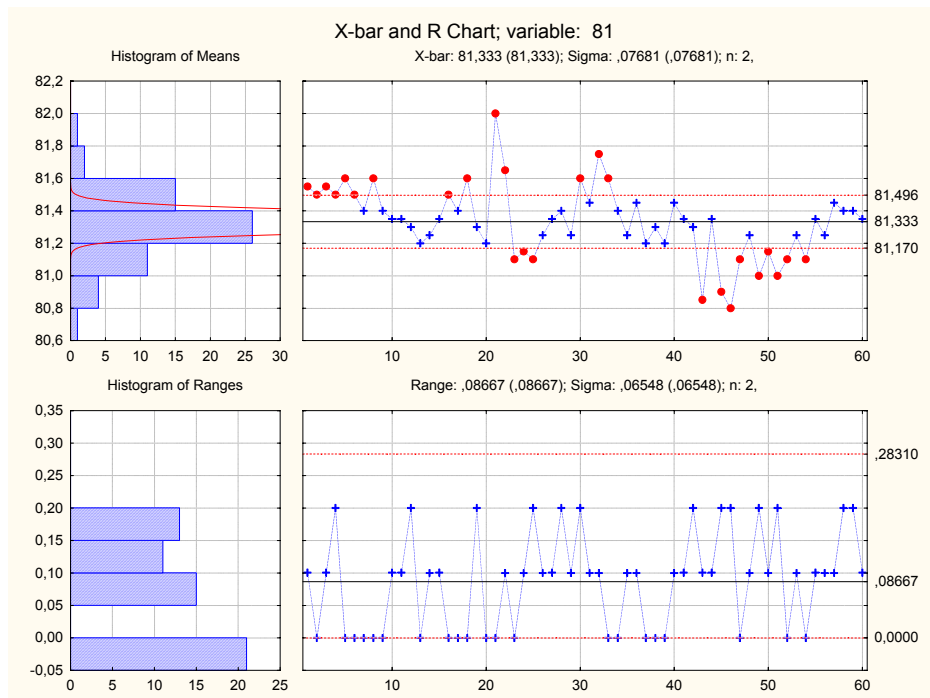 X-bar and R Chart; variable: 81
Histogram of Means
X-bar: 81,333 (81,333); Sigma: ,07681 (,07681); n: 2,
82,2
82,0
81,8
81,6
81,4
81,2
81,0
80,8
80,6
0 5 10 15 20 25 30
81,496
81,333
81,170
10 20 30 40 50 60
Histogram of Ranges
Range: ,08667 (,08667); Sigma: ,06548 (,06548); n: 2,
0,35
0,30
0,25
0,20
0,15
0,10
0,05
0,00
-0,05
0 5 10 15 20 25
,28310
,08667
0,0000
10 20 30 40 50 60